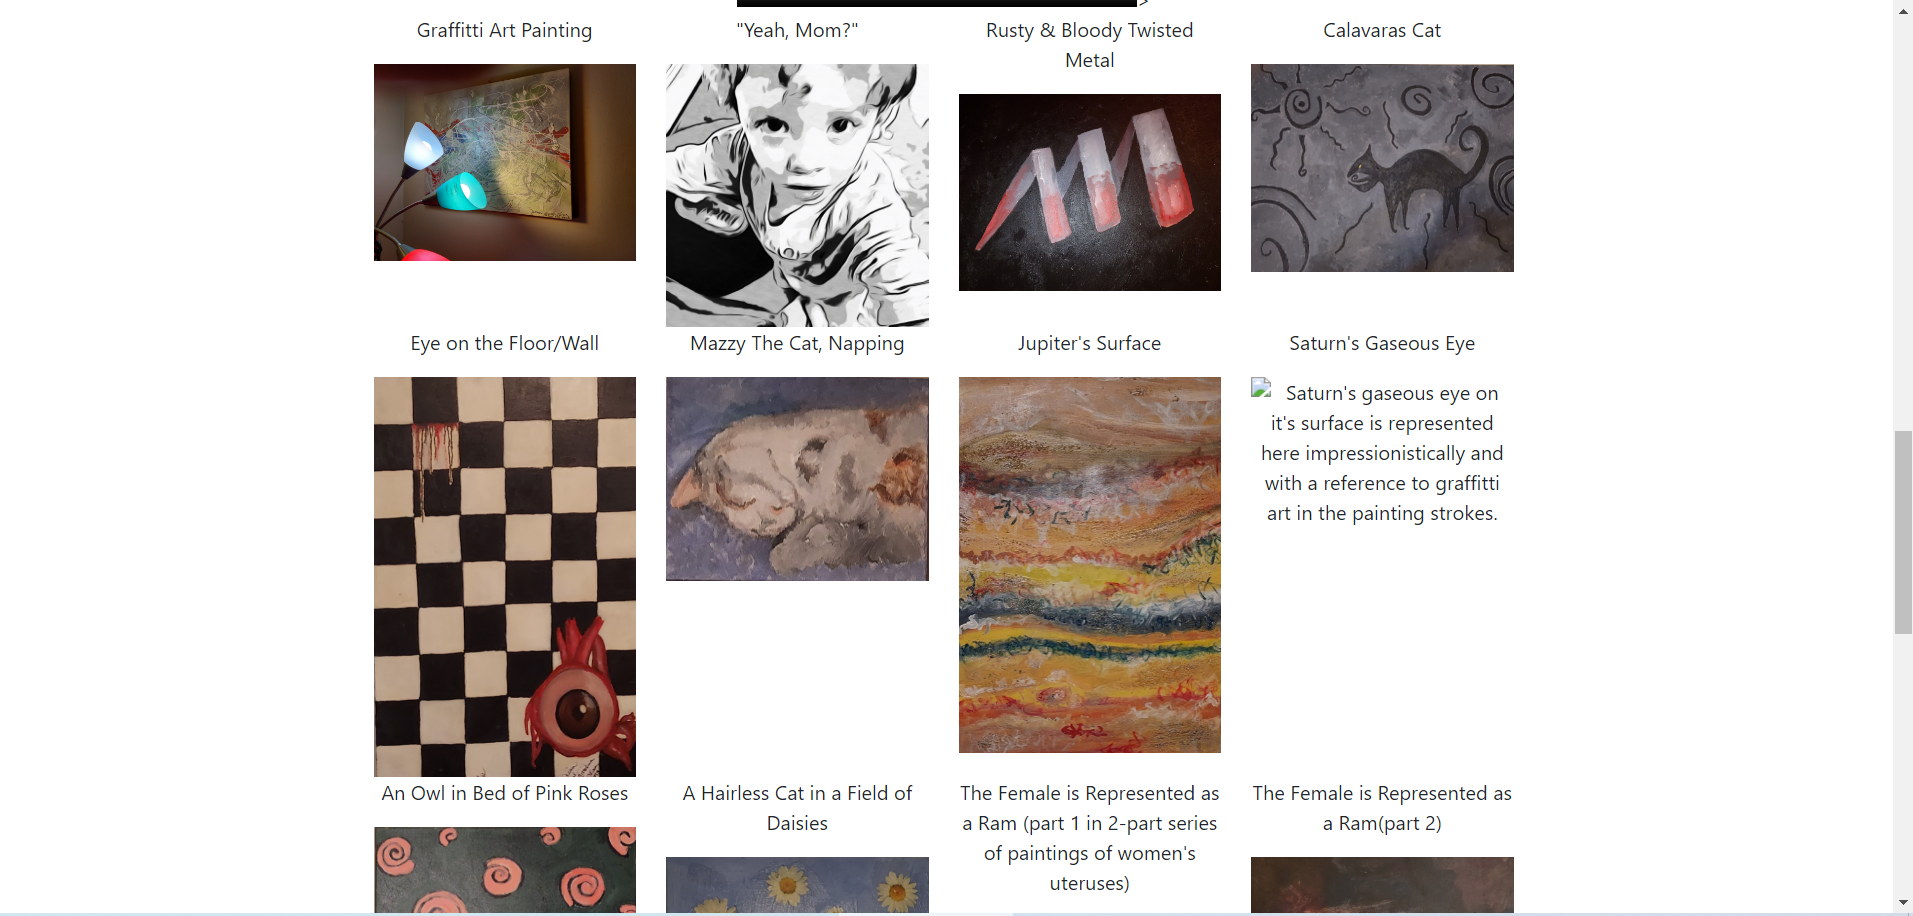 >
Graffitti Art Painting
"Yeah, Mom?"
Rusty & Bloody Twisted
Metal
Calavaras Cat
Eye on the Floor/Wall
Mazzy The Cat, Napping
Jupiter's Surface
Saturn's Gaseous Eye
Saturn's gaseous eye on
it's surface is represented
here impressionistically and
with a reference to graffitti
art in the painting strokes.
An Owl in Bed of Pink Roses
A Hairless Cat in a Field of
Daisies
The Female is Represented as
a Ram (part 1 in 2-part series
of paintings of women's
uteruses)
The Female is Represented as
a Ram(part 2)